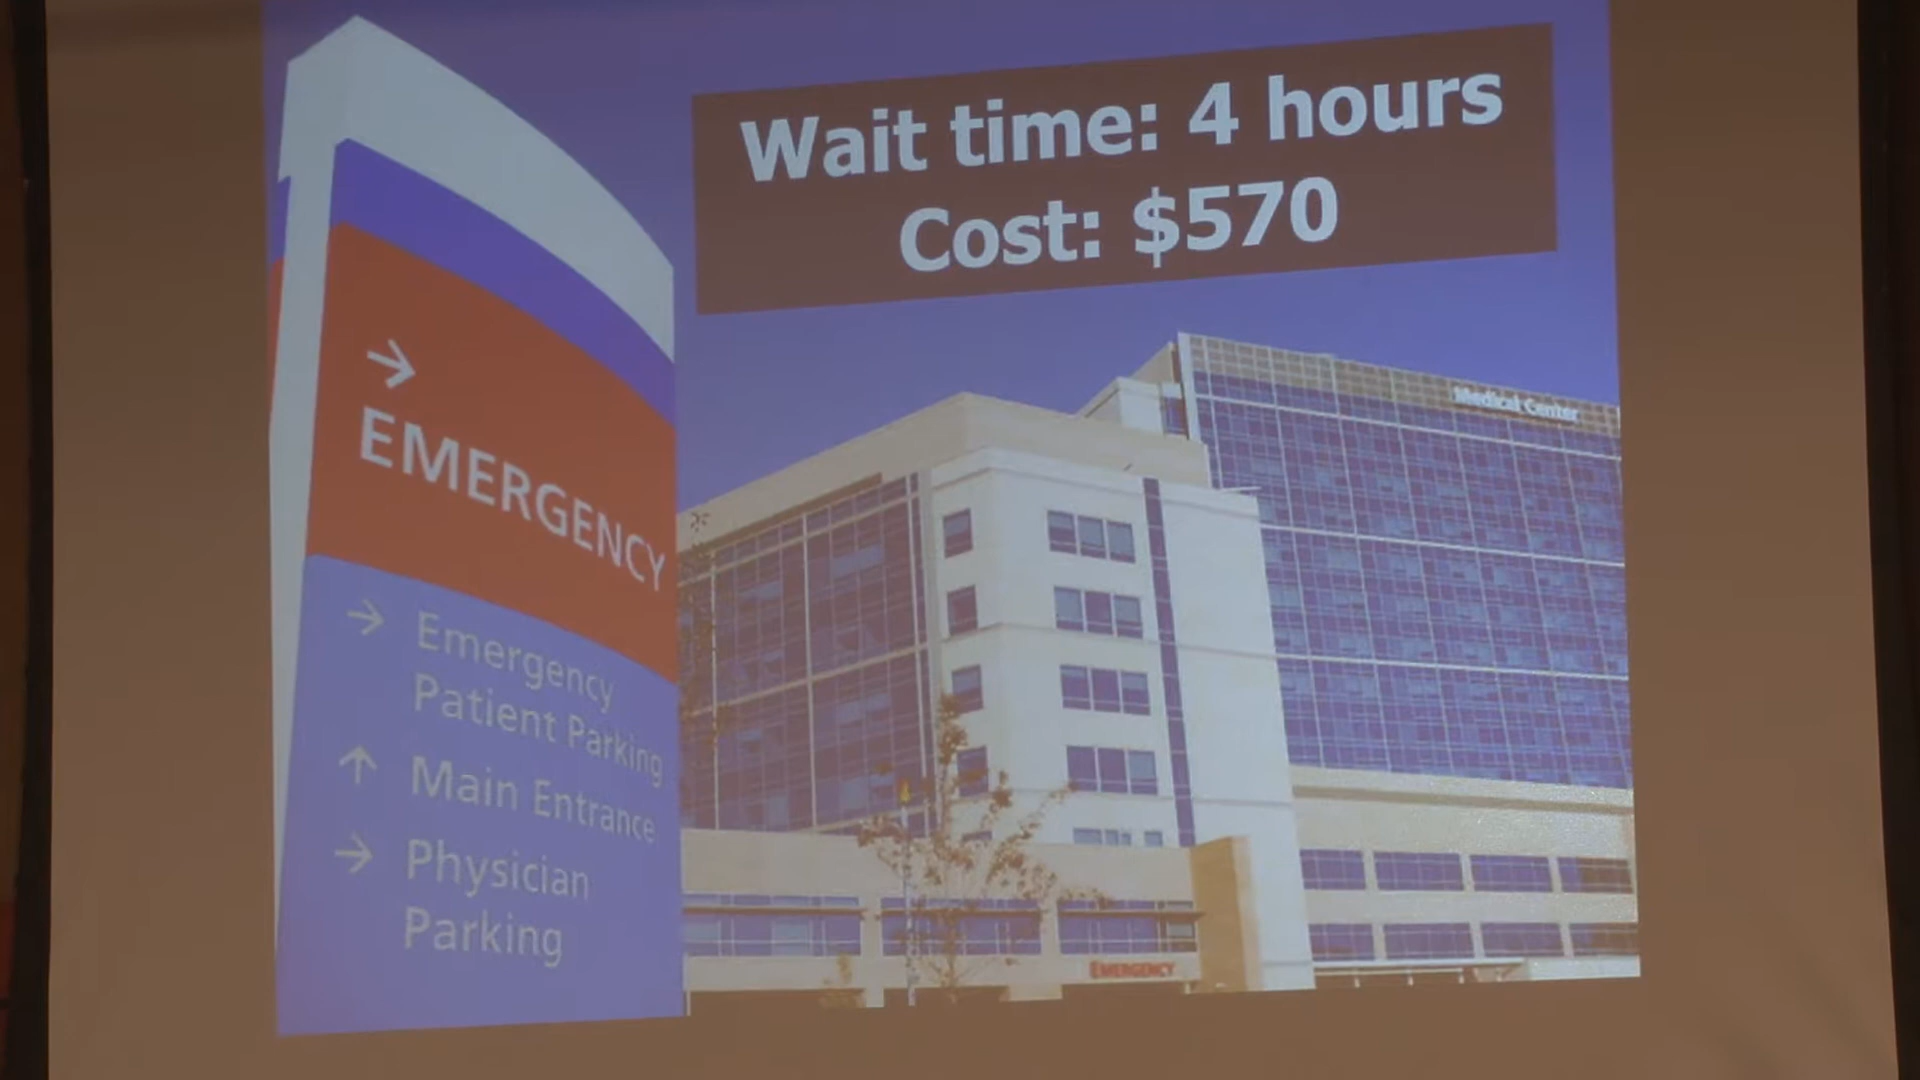 Wait time: 4 hours
Cost: $570
→
EMERGENCY
→ Emergency
Patient Parking
↑ Main Entrance
→ Physician
Parking
Medical Center
EMERGENCY